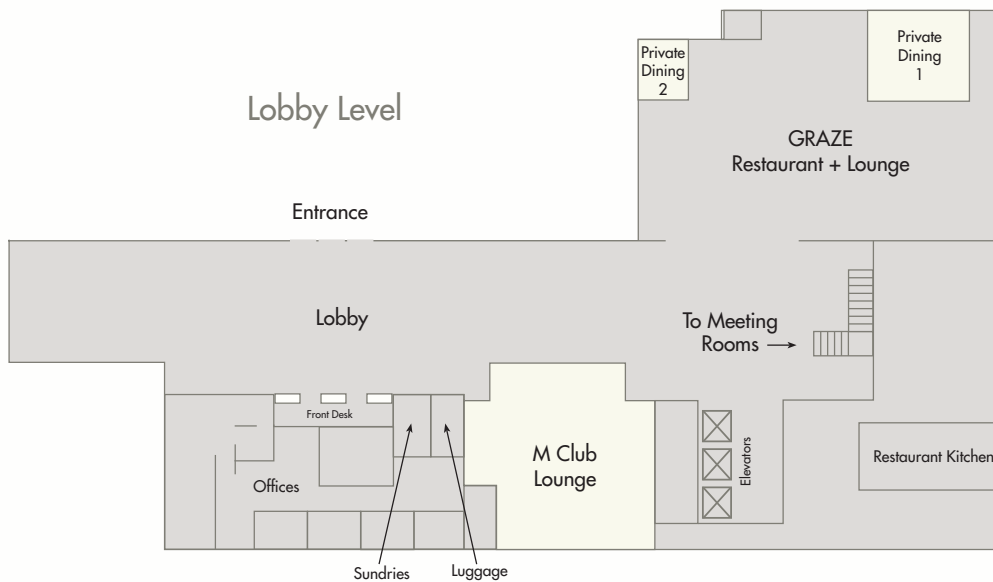 Private
Dining
1
Private
Dining
2
Lobby Level
GRAZE
Restaurant + Lounge
Entrance
Lobby
To Meeting
Rooms
Front Desk
M Club
Lounge
Elevators
Restaurant Kitchen
Offices
Sundries
Luggage